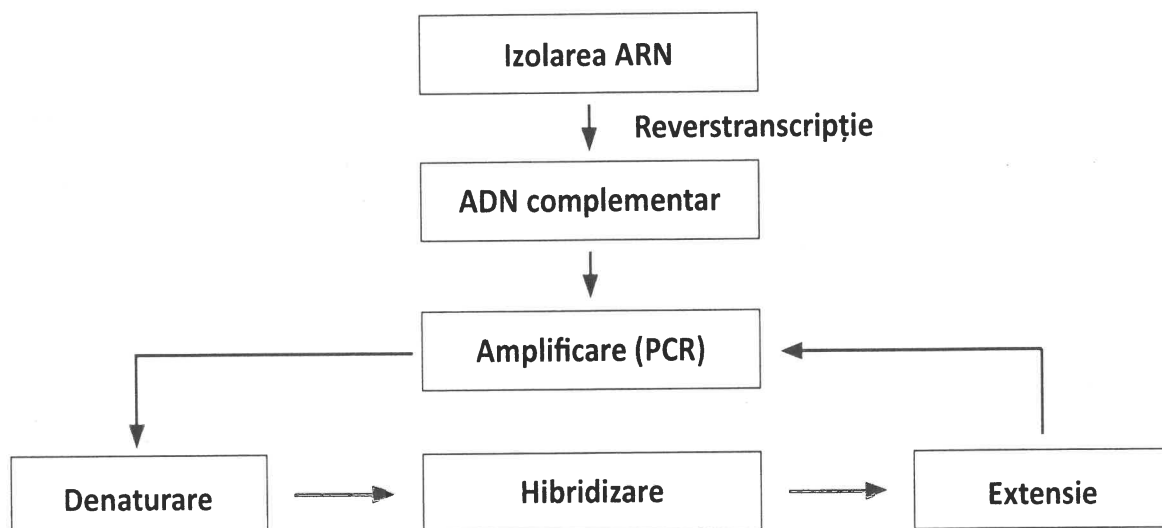 Izolarea ARN
Reverstranscripție
ADN complementar
Amplificare (PCR)
Denaturare
Hibridizare
Extensie